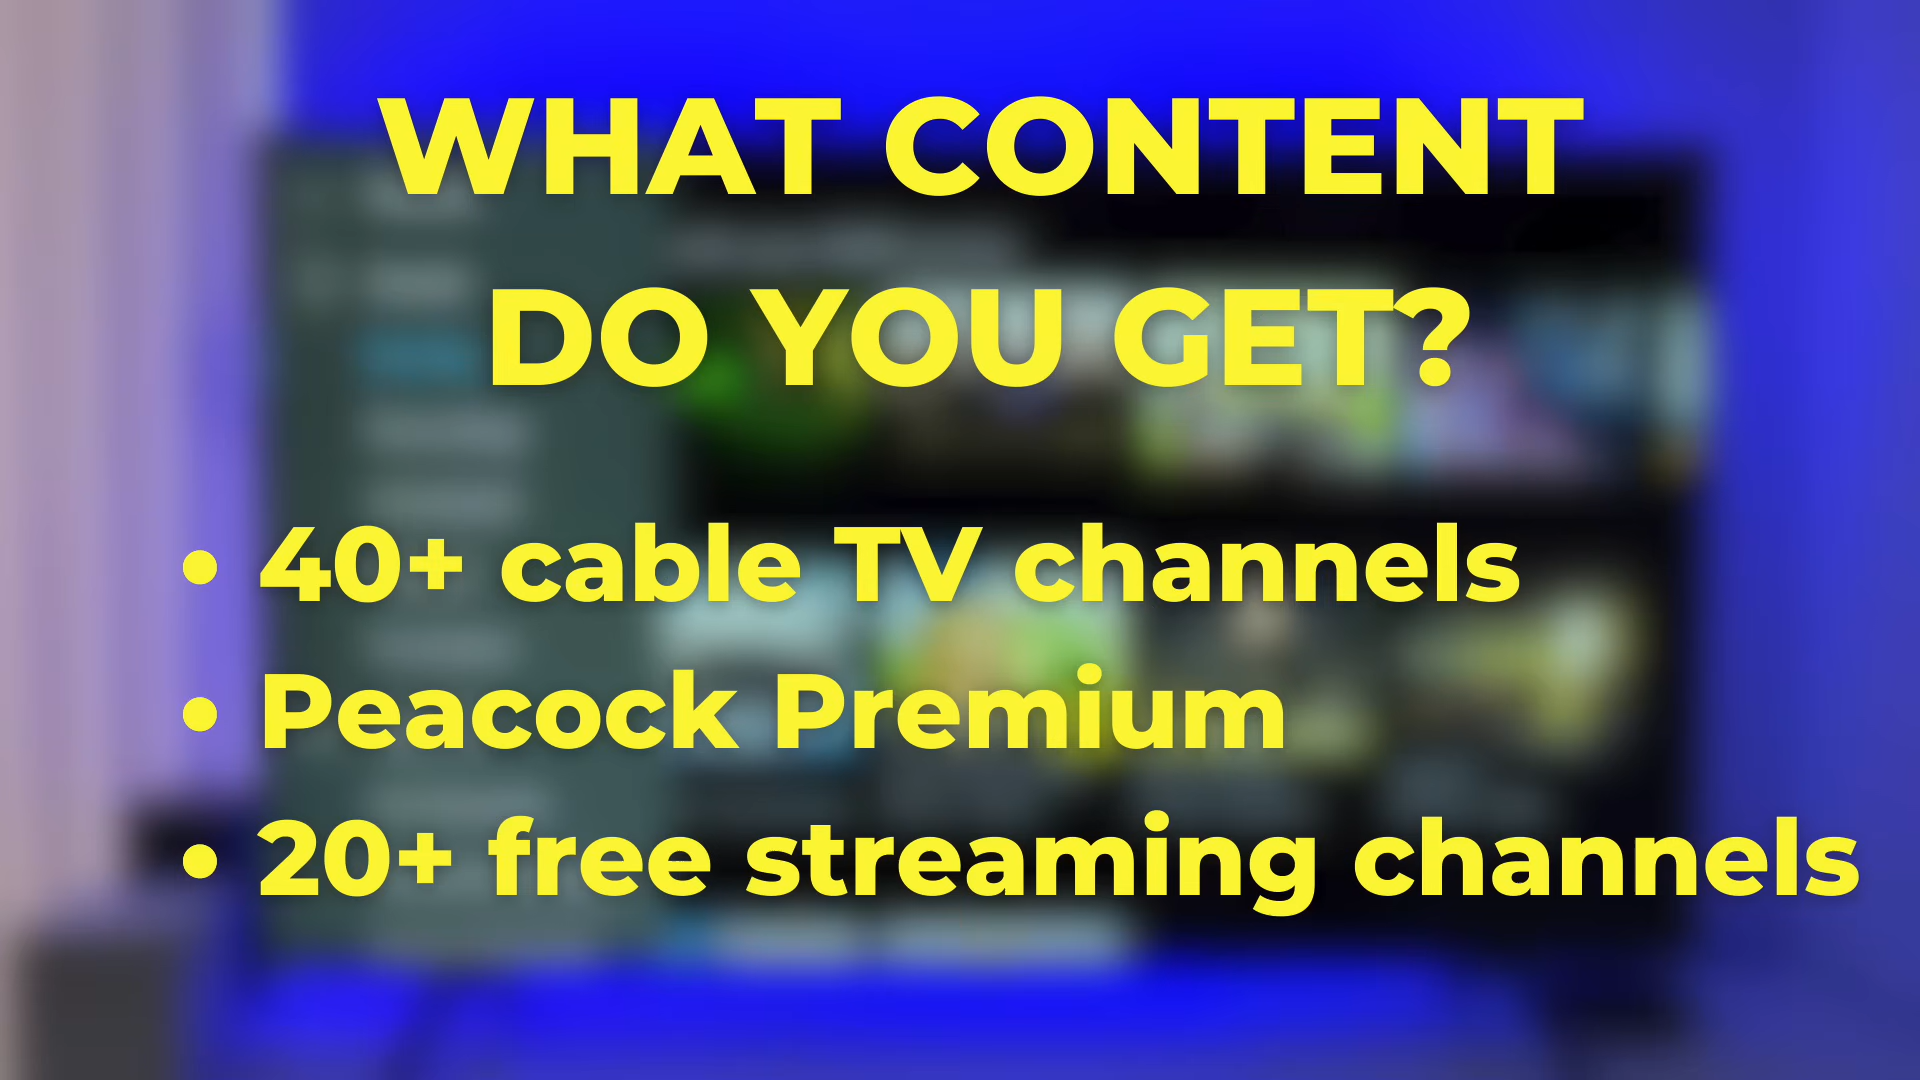 WHAT CONTENT
DO YOU GET?
• 40+ cable TV channels
• Peacock Premium
• 20+ free streaming channels